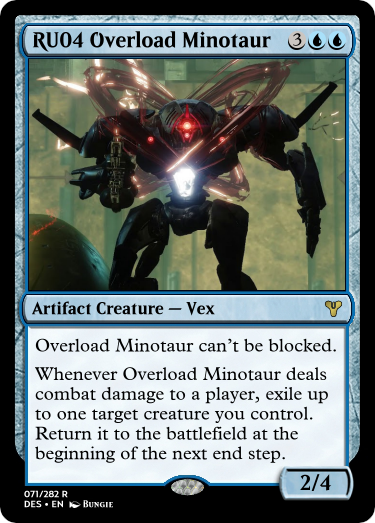 RU04 Overload Minotaur 3
Artifact Creature — Vex
Overload Minotaur can't be blocked.
Whenever Overload Minotaur deals
combat damage to a player, exile up
to one target creature you control.
Return it to the battlefield at the
beginning of the next end step.
2/4
071/282 R
DES • EN Bungie